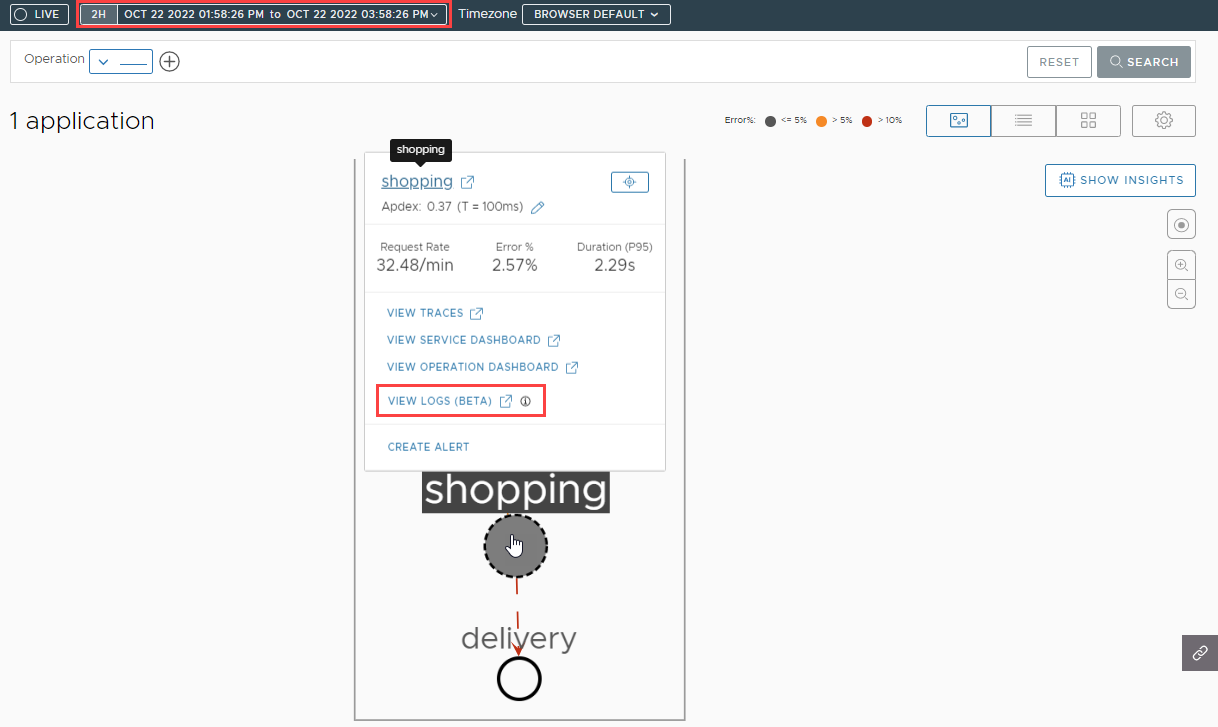 LIVE 2H OCT 22 2022 01:58:26 PM to OCT 22 2022 03:58:26 PM Timezone BROWSER DEFAULT
Operation RESET SEARCH
1 application Error%: <= 5% > 5% > 10%
shopping
AI SHOW INSIGHTS
shopping
Apdex: 0.37 (T = 100ms)
Request Rate Error % Duration (P95)
32.48/min 2.57% 2.29s
VIEW TRACES
VIEW SERVICE DASHBOARD
VIEW OPERATION DASHBOARD
VIEW LOGS (BETA)
CREATE ALERT
shopping
delivery